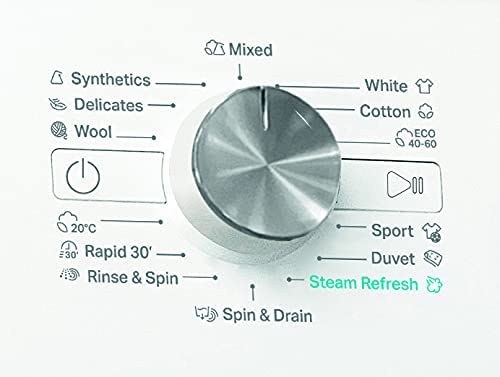 Mixed
White
Cotton
ECO
40-60
Sport
Duvet
Steam Refresh
Spin & Drain
Rinse & Spin
Rapid 30'
30'
20°C
Wool
Delicates
Synthetics